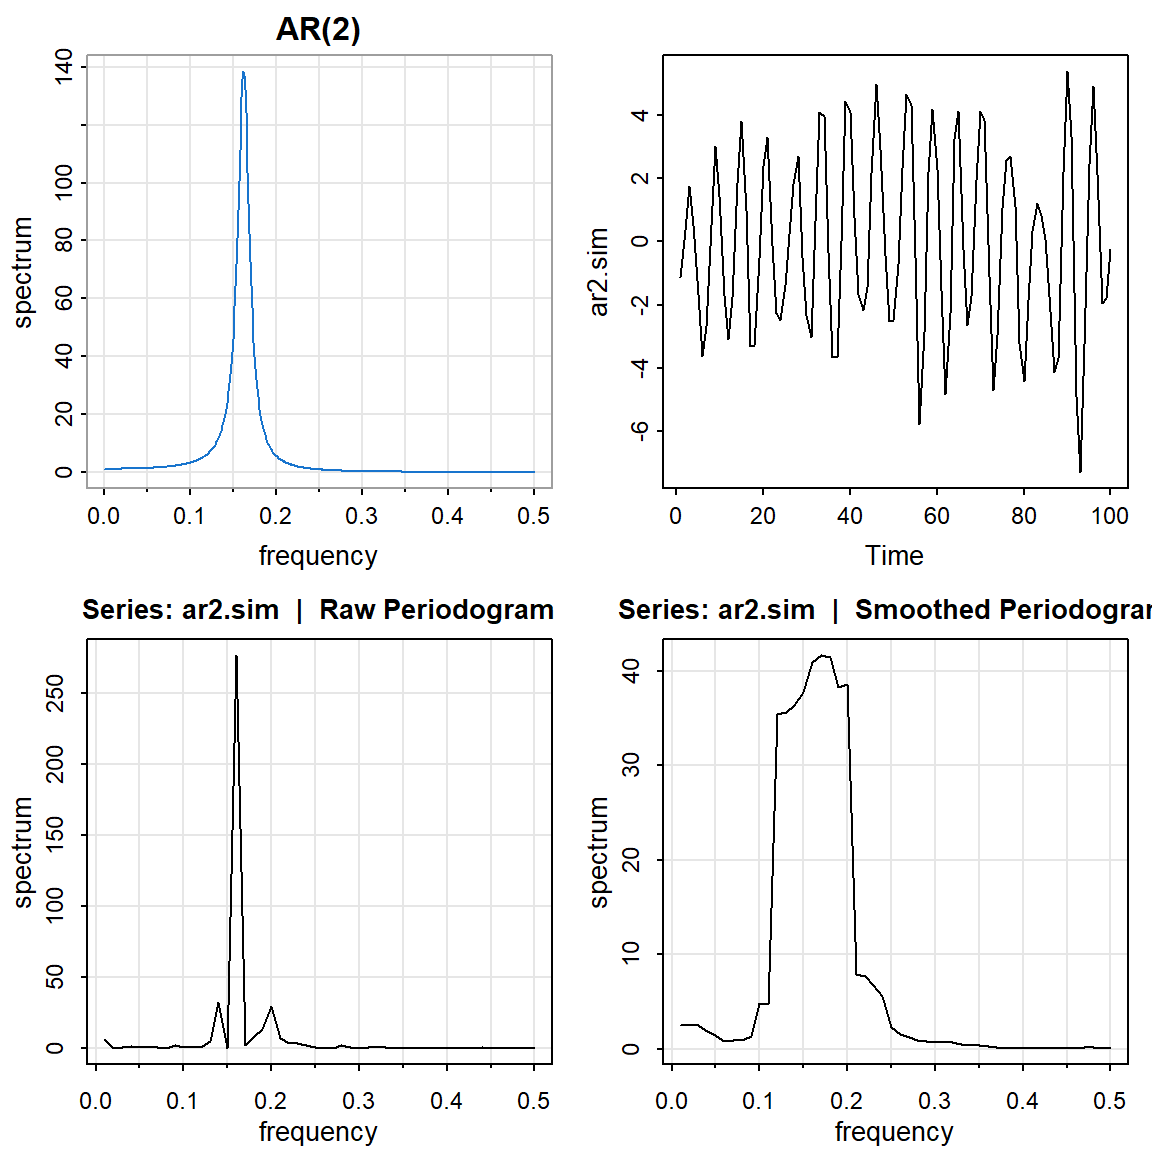 AR(2)
spectrum
0 20 40 60 80 100 140
0.0 0.1 0.2 0.3 0.4 0.5
frequency
ar2.sim
-6 -4 -2 0 2 4
0 20 40 60 80 100
Time
Series: ar2.sim | Raw Periodogram
spectrum
0 50 100 150 200 250
0.0 0.1 0.2 0.3 0.4 0.5
frequency
Series: ar2.sim | Smoothed Periodogram
spectrum
0 10 20 30 40
0.0 0.1 0.2 0.3 0.4 0.5
frequency